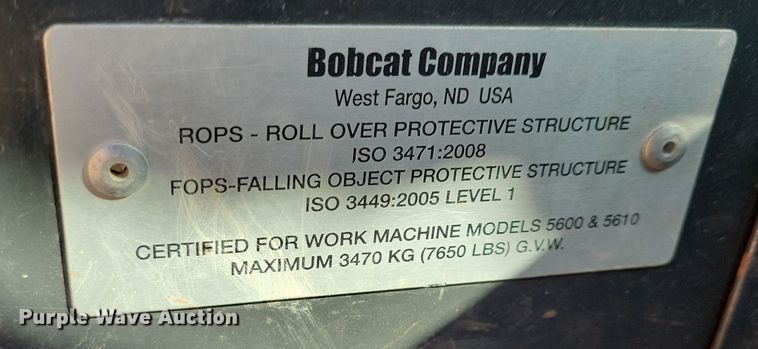 Bobcat Company
West Fargo, ND USA
ROPS - ROLL OVER PROTECTIVE STRUCTURE
ISO 3471:2008
FOPS-FALLING OBJECT PROTECTIVE STRUCTURE
ISO 3449:2005 LEVEL 1
CERTIFIED FOR WORK MACHINE MODELS 5600 & 5610
MAXIMUM 3470 KG (7650 LBS) G.V.W.
Purple Wave Auction